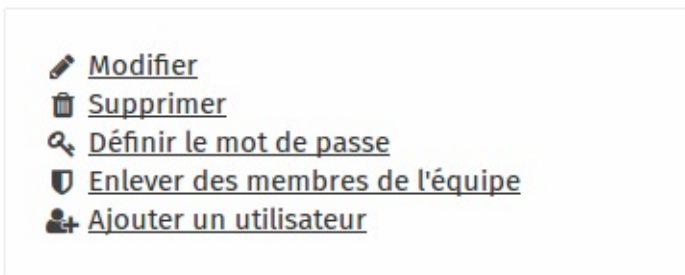 Modifier
Supprimer
Définir le mot de passe
Enlever des membres de l'équipe
Ajouter un utilisateur